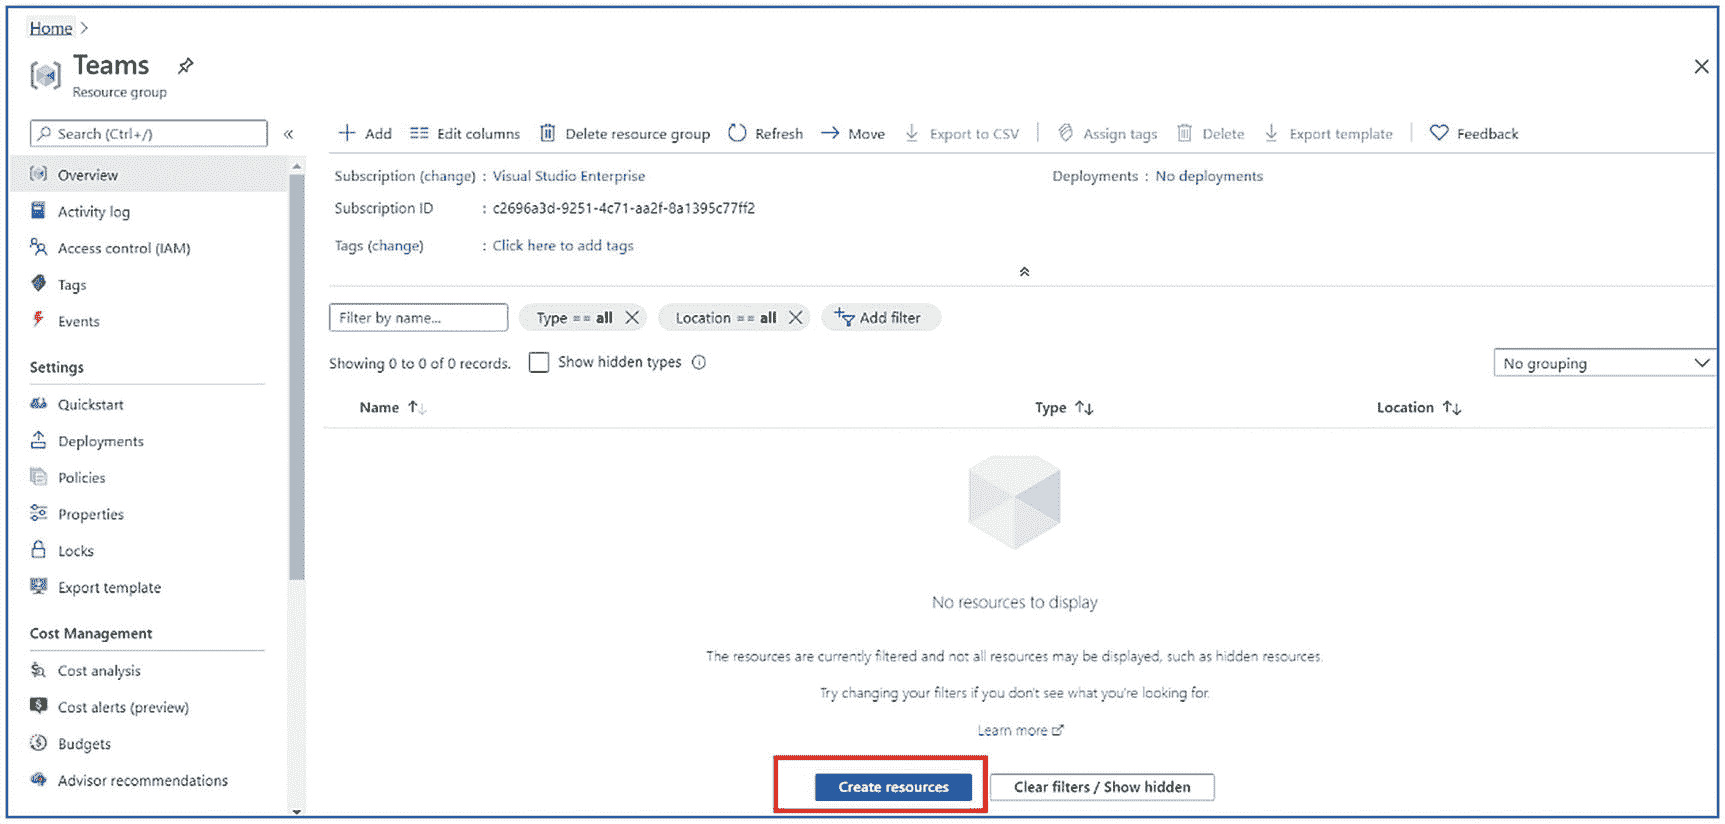 Home >
Teams
Resource group
Search (Ctrl+/) «
Overview
Activity log
Access control (IAM)
Tags
Events
Settings
Quickstart
Deployments
Policies
Properties
Locks
Export template
Cost Management
Cost analysis
Cost alerts (preview)
Budgets
Advisor recommendations
Add Edit columns Delete resource group Refresh Move Export to CSV Assign tags Delete Export template Feedback
Subscription (change) : Visual Studio Enterprise Deployments : No deployments
Subscription ID : c2696a3d-9251-4c71-aa2f-8a1395c77ff2
Tags (change) : Click here to add tags
Filter by name... Type == all Location == all Add filter
Showing 0 to 0 of 0 records. Show hidden types No grouping
Name Type Location
No resources to display
The resources are currently filtered and not all resources may be displayed, such as hidden resources.
Try changing your filters if you don't see what you're looking for.
Learn more
Create resources Clear filters / Show hidden